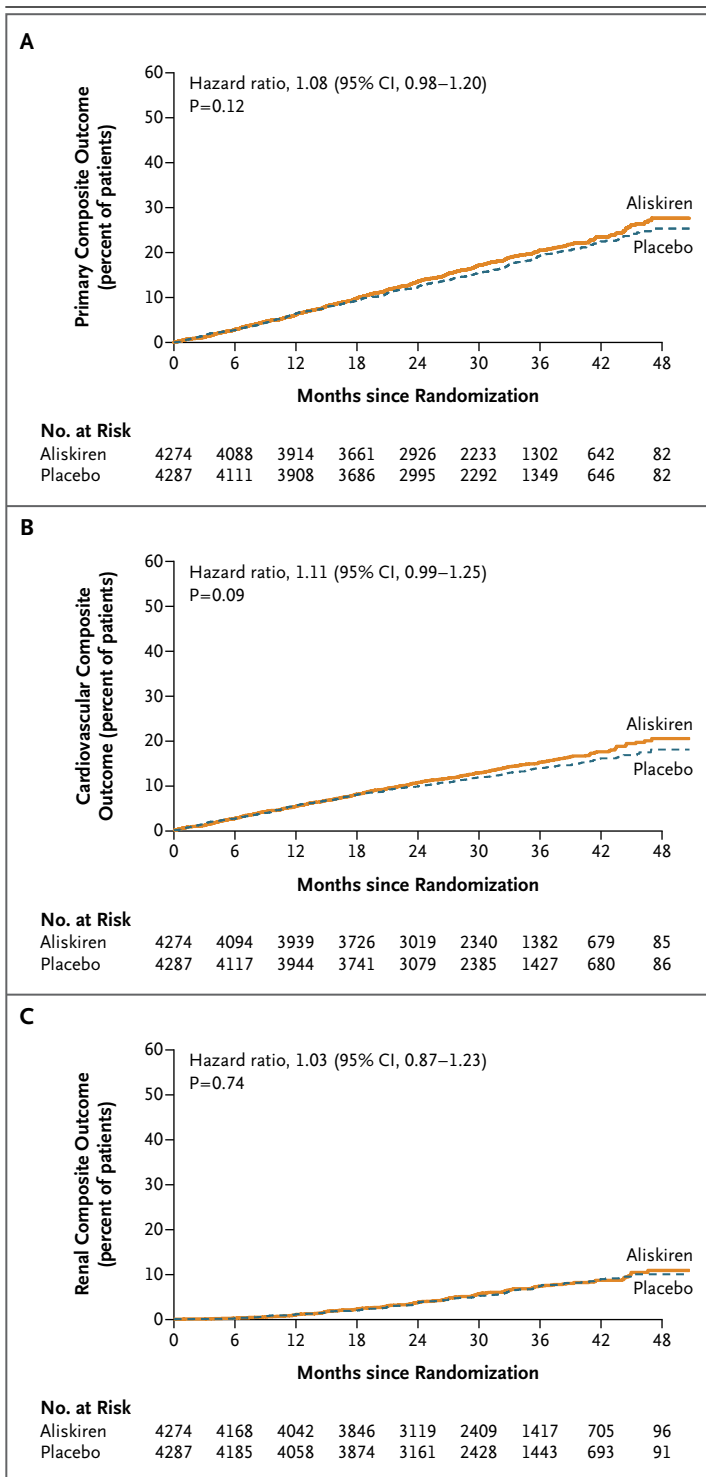 A
Primary Composite Outcome
(percent of patients)
60
50
40
30
20
10
0
Hazard ratio, 1.08 (95% CI, 0.98–1.20)
P=0.12
Aliskiren
Placebo
0 6 12 18 24 30 36 42 48
Months since Randomization
No. at Risk
Aliskiren 4274 4088 3914 3661 2926 2233 1302 642 82
Placebo 4287 4111 3908 3686 2995 2292 1349 646 82
B
Cardiovascular Composite
Outcome (percent of patients)
60
50
40
30
20
10
0
Hazard ratio, 1.11 (95% CI, 0.99–1.25)
P=0.09
Aliskiren
Placebo
0 6 12 18 24 30 36 42 48
Months since Randomization
No. at Risk
Aliskiren 4274 4094 3939 3726 3019 2340 1382 679 85
Placebo 4287 4117 3944 3741 3079 2385 1427 680 86
C
Renal Composite Outcome
(percent of patients)
60
50
40
30
20
10
0
Hazard ratio, 1.03 (95% CI, 0.87–1.23)
P=0.74
Aliskiren
Placebo
0 6 12 18 24 30 36 42 48
Months since Randomization
No. at Risk
Aliskiren 4274 4168 4042 3846 3119 2409 1417 705 96
Placebo 4287 4185 4058 3874 3161 2428 1443 693 91